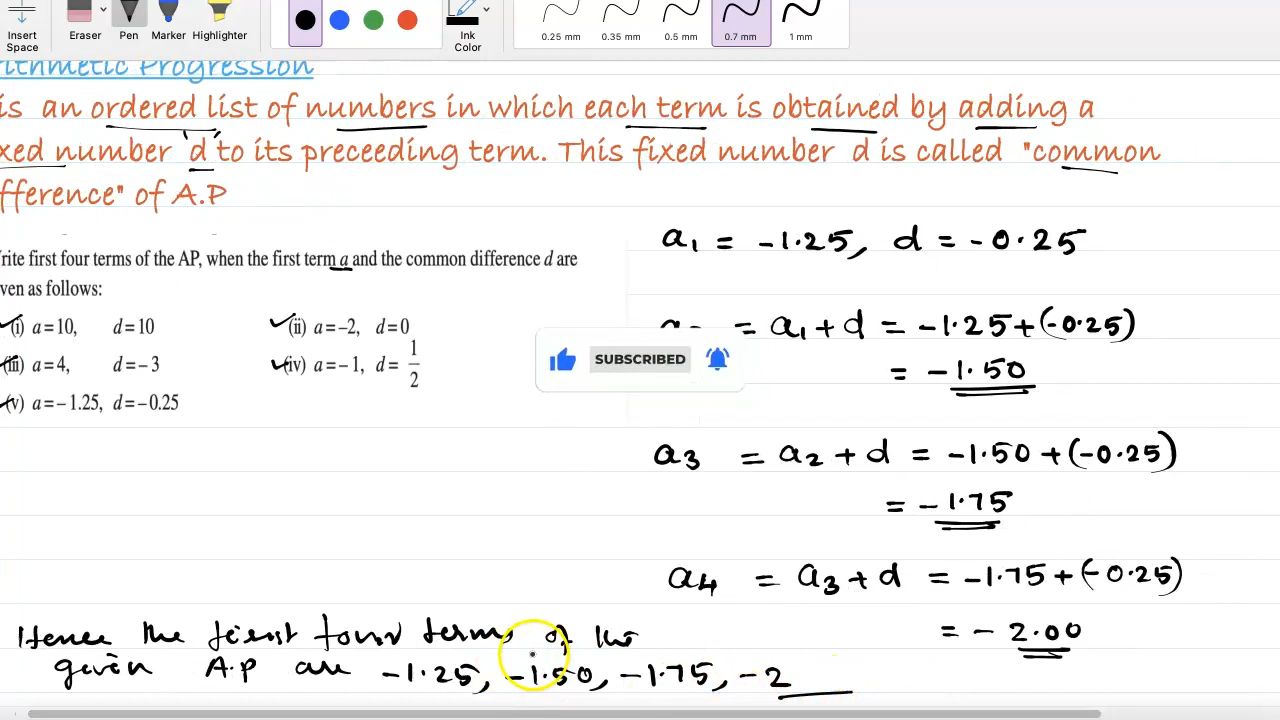 Insert
Space
Eraser
Pen
Marker
Highlighter
Ink
Color
0.25 mm
0.35 mm
0.5 mm
0.7 mm
1 mm
rithmetic Progression
is an ordered list of numbers in which each term is obtained by adding a
xed number 'd' to its preceeding term. This fixed number d is called "common
fference" of A.P
rite first four terms of the AP, when the first term a and the common difference d are
ven as follows:
(i) a = 10, d = 10 (ii) a = –2, d = 0
(iii) a = 4, d = – 3 (iv) a = – 1, d = 1/2
(v) a = – 1.25, d = – 0.25
a1 = -1.25, d = -0.25
= a1 + d = -1.25+(-0.25)
= -1.50
SUBSCRIBED
a3 = a2 + d = -1.50+(-0.25)
= -1.75
a4 = a3+d = -1.75+(-0.25)
= -2.00
Hence the first four terms of the
given A.P are -1.25, -1.50, -1.75, -2